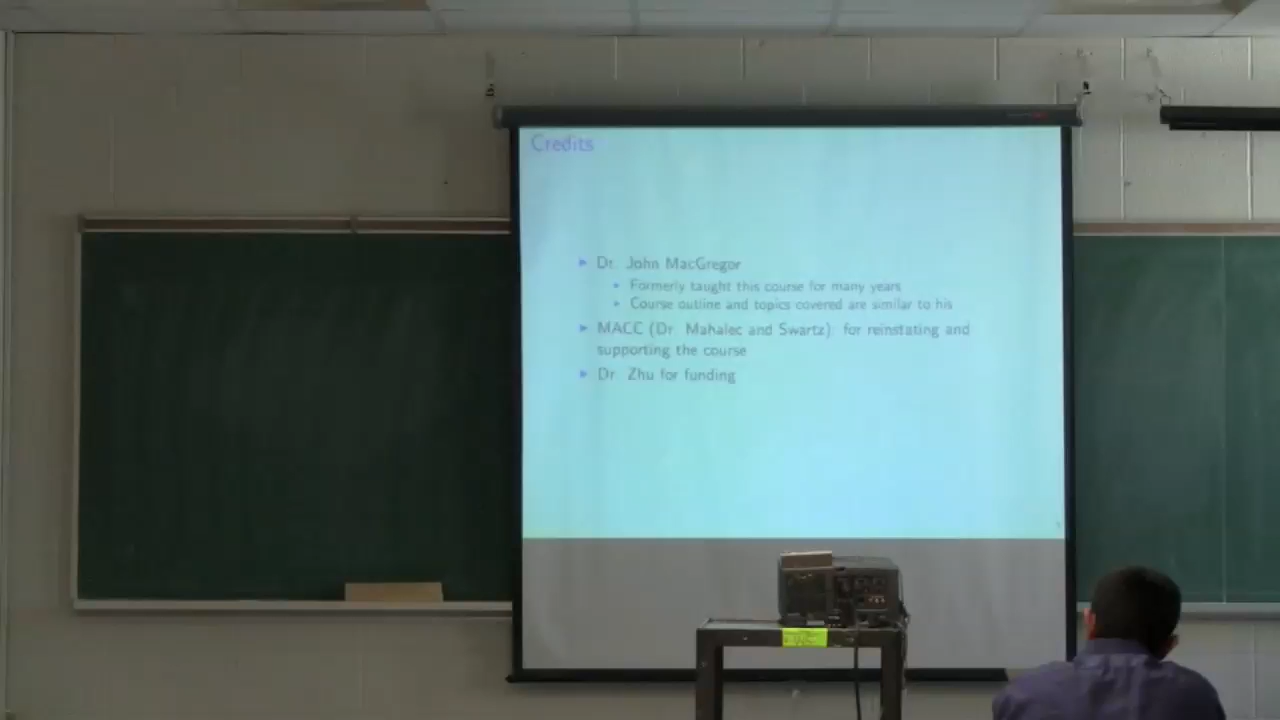 Credits
Dr. John MacGregor
Formerly taught this course for many years
Course outline and topics covered are similar to his
MACC (Dr. Mahalec and Swartz): for reinstating and
supporting the course
Dr. Zhu for funding